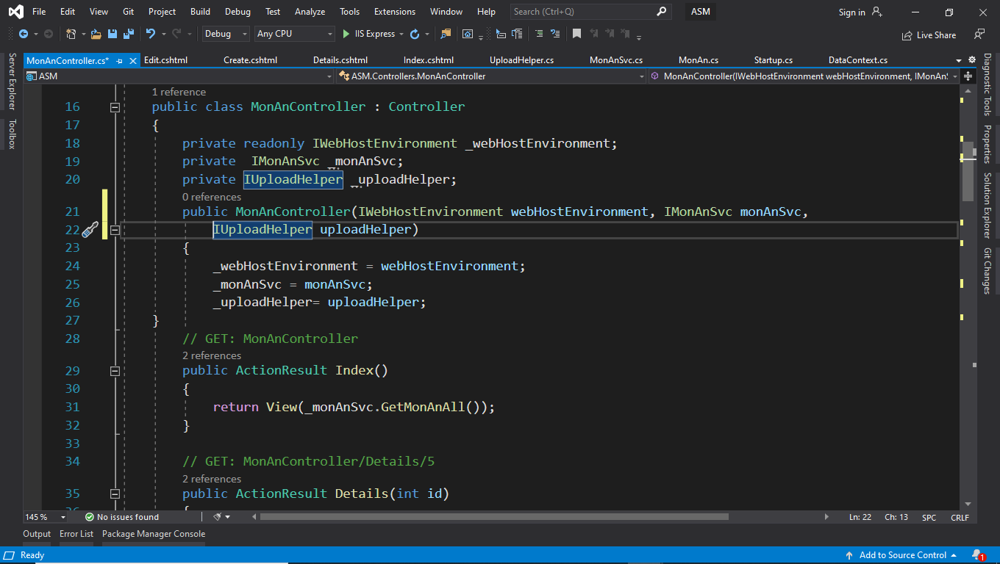 File Edit View Git Project Build Debug Test Analyze Tools Extensions Window Help Search (Ctrl+Q) ASM Sign in
Debug Any CPU IIS Express Live Share
MonAnController.cs* Edit.cshtml Create.cshtml Details.cshtml Index.cshtml UploadHelper.cs MonAnSvc.cs MonAn.cs Startup.cs DataContext.cs
ASM ASM.Controllers.MonAnController MonAnController(IWebHostEnvironment webHostEnvironment, IMonAnS
Server Explorer
Toolbox
1 reference
16 public class MonAnController : Controller
17 {
18 private readonly IWebHostEnvironment _webHostEnvironment;
19 private  IMonAnSvc _monAnSvc;
20 private IUploadHelper _uploadHelper;
0 references
21 public MonAnController(IWebHostEnvironment webHostEnvironment, IMonAnSvc monAnSvc,
22 IUploadHelper uploadHelper)
23 {
24 _webHostEnvironment = webHostEnvironment;
25 _monAnSvc = monAnSvc;
26 _uploadHelper= uploadHelper;
27 }
28 // GET: MonAnController
2 references
29 public ActionResult Index()
30 {
31 return View(_monAnSvc.GetMonAnAll());
32 }
33
34 // GET: MonAnController/Details/5
2 references
35 public ActionResult Details(int id)
36 {
Diagnostic Tools
Properties
Solution Explorer
Git Changes
145 % No issues found Ln: 22 Ch: 13 SPC CRLF
Output Error List Package Manager Console
Ready Add to Source Control 1